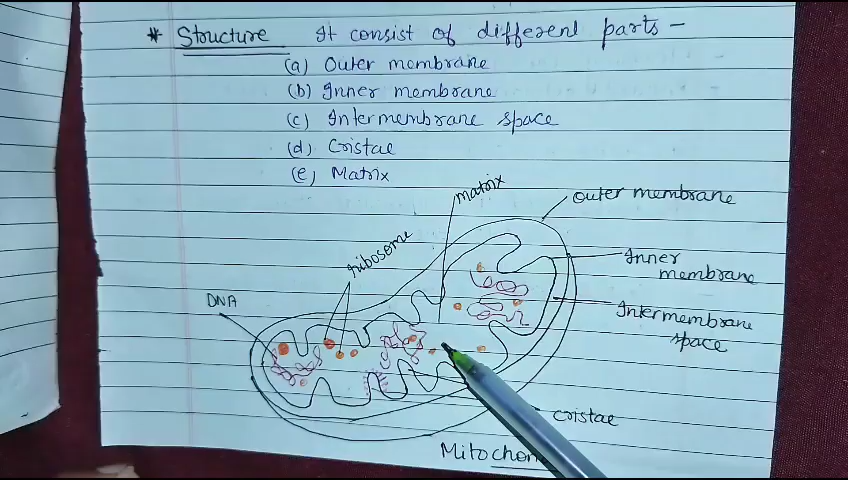 * Structure It consist of different parts -
(a) Outer membrane
(b) Inner membrane
(c) Intermembrane space
(d) Cristae
(e) Matrix
matrix
outer membrane
ribosome
Inner
membrane
DNA
Intermembrane
space
cristae
Mitochon